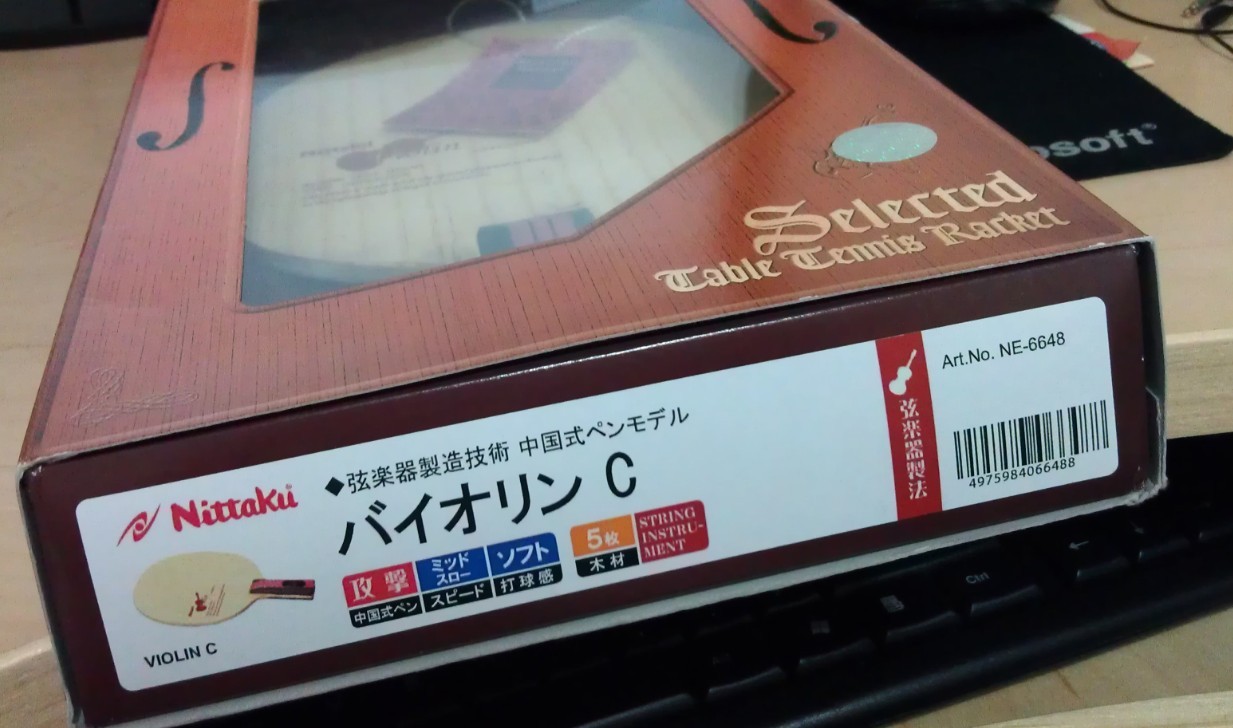 osoft
Selected
Table Tennis Racket
Nittaku
◆弦楽器製造技術 中国式ペンモデル
バイオリン C
攻撃
中国式ペン
ミッド
スロー
スピード
ソフト
打球感
5枚
木材
STRING
INSTRU-
MENT
VIOLIN C
弦楽器製法
Art.No. NE-6648
4975984066488
Ctrl